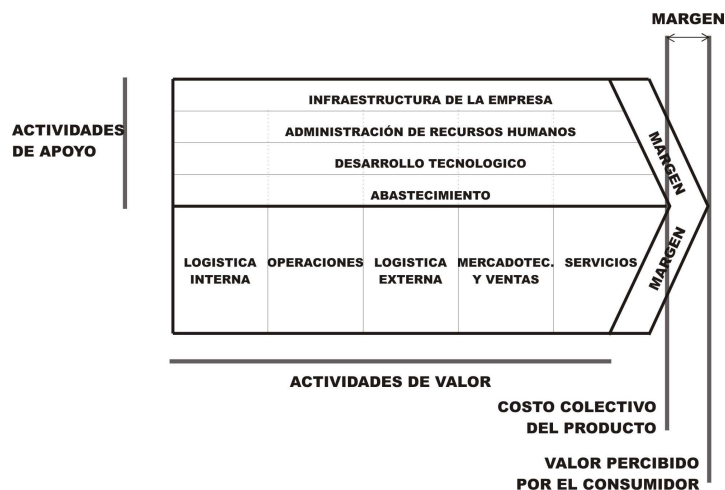 MARGEN
INFRAESTRUCTURA DE LA EMPRESA
ACTIVIDADES
DE APOYO
ADMINISTRACIÓN DE RECURSOS HUMANOS
DESARROLLO TECNOLOGICO
ABASTECIMIENTO
MARGEN
LOGISTICA
INTERNA
OPERACIONES
LOGISTICA
EXTERNA
MERCADOTEC.
Y VENTAS
SERVICIOS
MARGEN
ACTIVIDADES DE VALOR
COSTO COLECTIVO
DEL PRODUCTO
VALOR PERCIBIDO
POR EL CONSUMIDOR